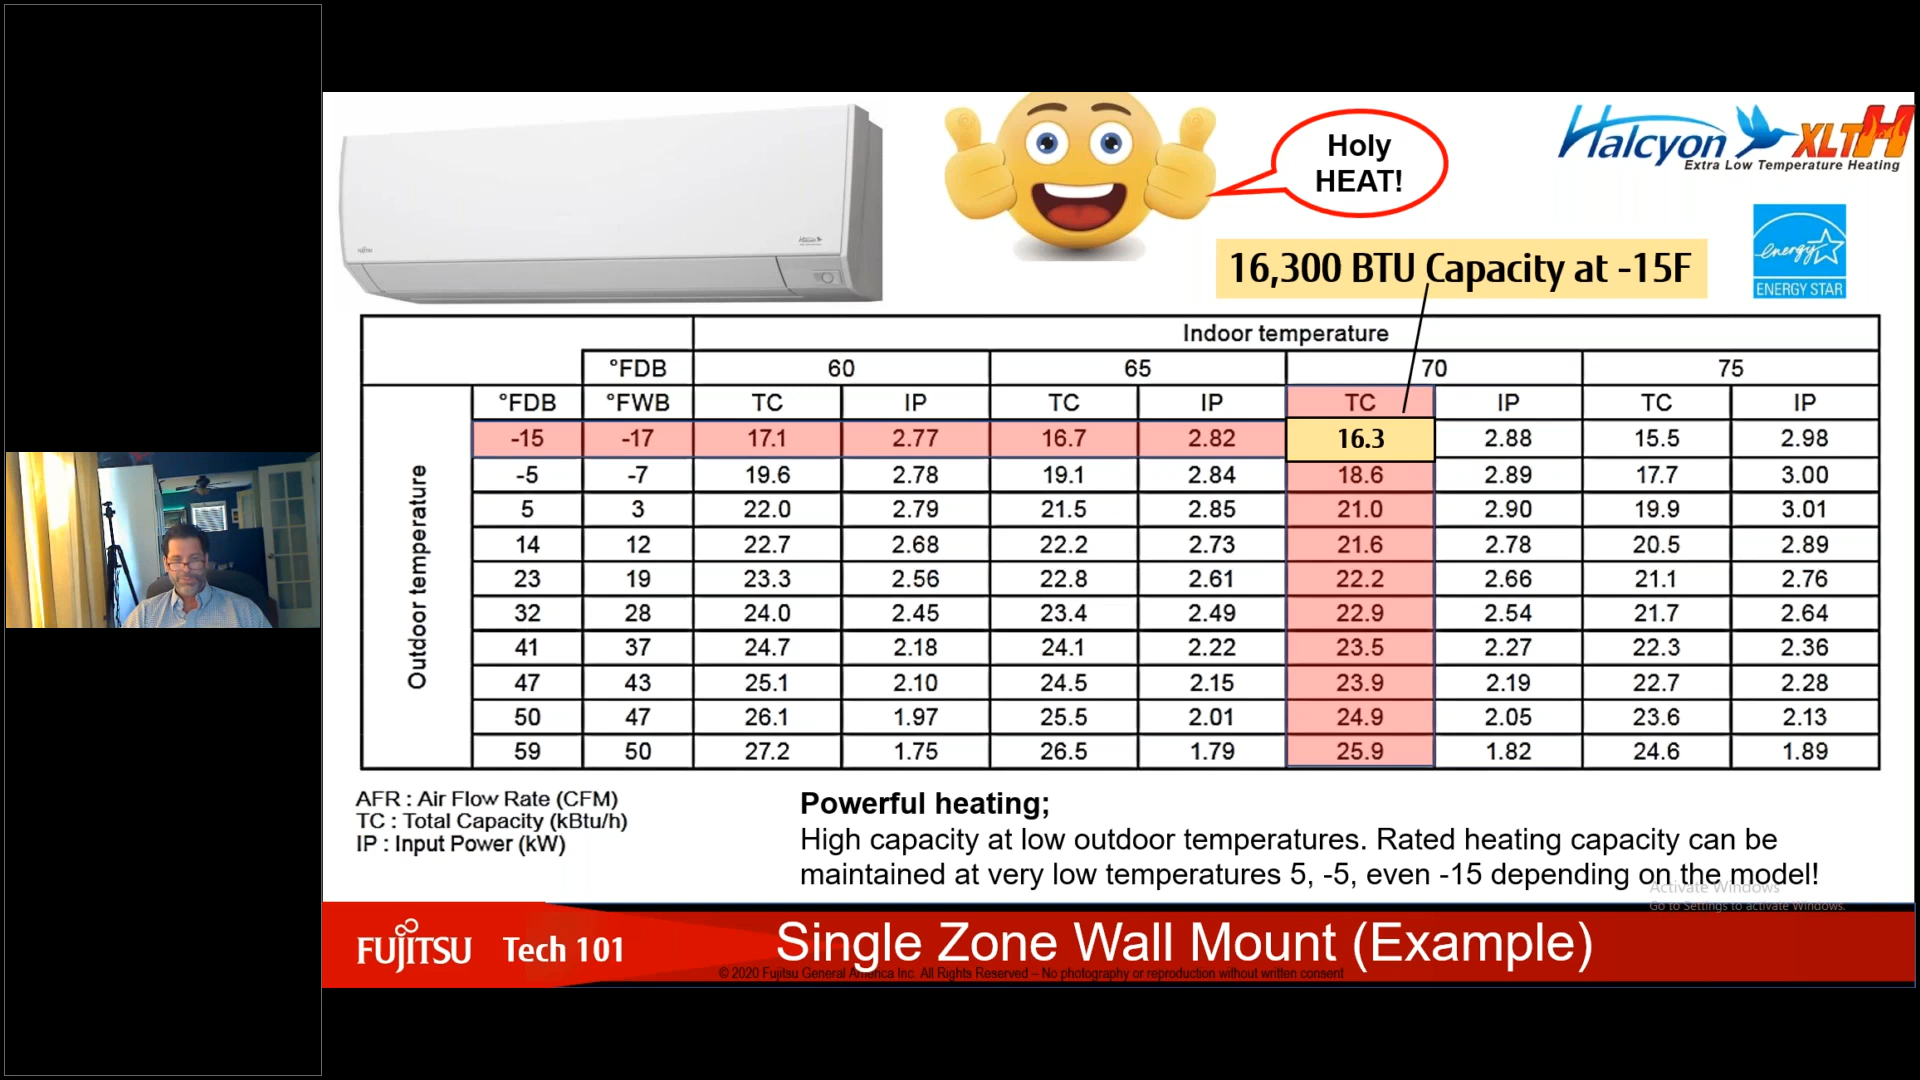 Holy
HEAT!
Halcyon XLTH
Extra Low Temperature Heating
16,300 BTU Capacity at -15F
energy
ENERGY STAR
Indoor temperature
°FDB 60 65 70 75
°FDB °FWB TC IP TC IP TC IP TC IP
Outdoor temperature
-15 -17 17.1 2.77 16.7 2.82 16.3 2.88 15.5 2.98
-5 -7 19.6 2.78 19.1 2.84 18.6 2.89 17.7 3.00
5 3 22.0 2.79 21.5 2.85 21.0 2.90 19.9 3.01
14 12 22.7 2.68 22.2 2.73 21.6 2.78 20.5 2.89
23 19 23.3 2.56 22.8 2.61 22.2 2.66 21.1 2.76
32 28 24.0 2.45 23.4 2.49 22.9 2.54 21.7 2.64
41 37 24.7 2.18 24.1 2.22 23.5 2.27 22.3 2.36
47 43 25.1 2.10 24.5 2.15 23.9 2.19 22.7 2.28
50 47 26.1 1.97 25.5 2.01 24.9 2.05 23.6 2.13
59 50 27.2 1.75 26.5 1.79 25.9 1.82 24.6 1.89
AFR : Air Flow Rate (CFM)
TC : Total Capacity (kBtu/h)
IP : Input Power (kW)
Powerful heating;
High capacity at low outdoor temperatures. Rated heating capacity can be
maintained at very low temperatures 5, -5, even -15 depending on the model!
Activate Windows
Go to Settings to activate Windows.
FUJITSU Tech 101
Single Zone Wall Mount (Example)
© 2020 Fujitsu General America Inc. All Rights Reserved – No photography or reproduction without written consent